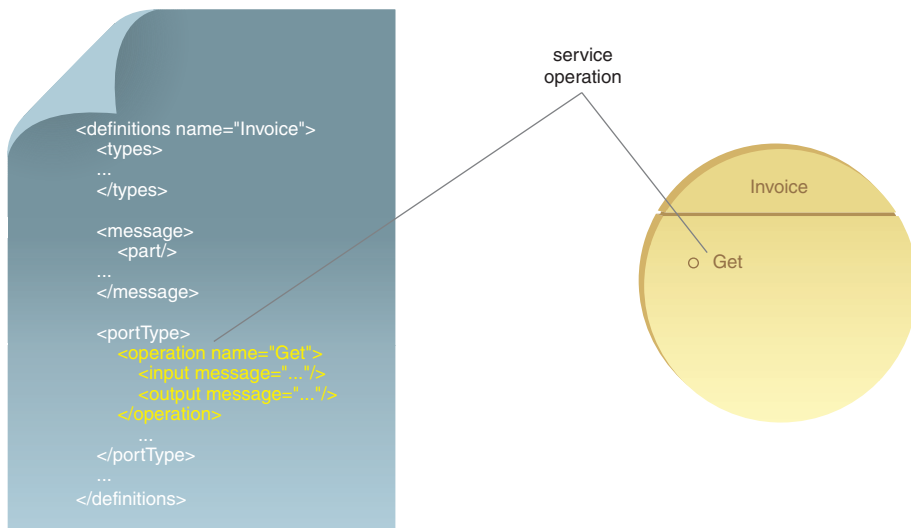 <definitions name="Invoice">
<types>
...
</types>
<message>
<part/>
...
</message>
<portType>
<operation name="Get">
<input message="..."/>
<output message="..."/>
</operation>
...
</portType>
...
</definitions>
service
operation
Invoice
Get